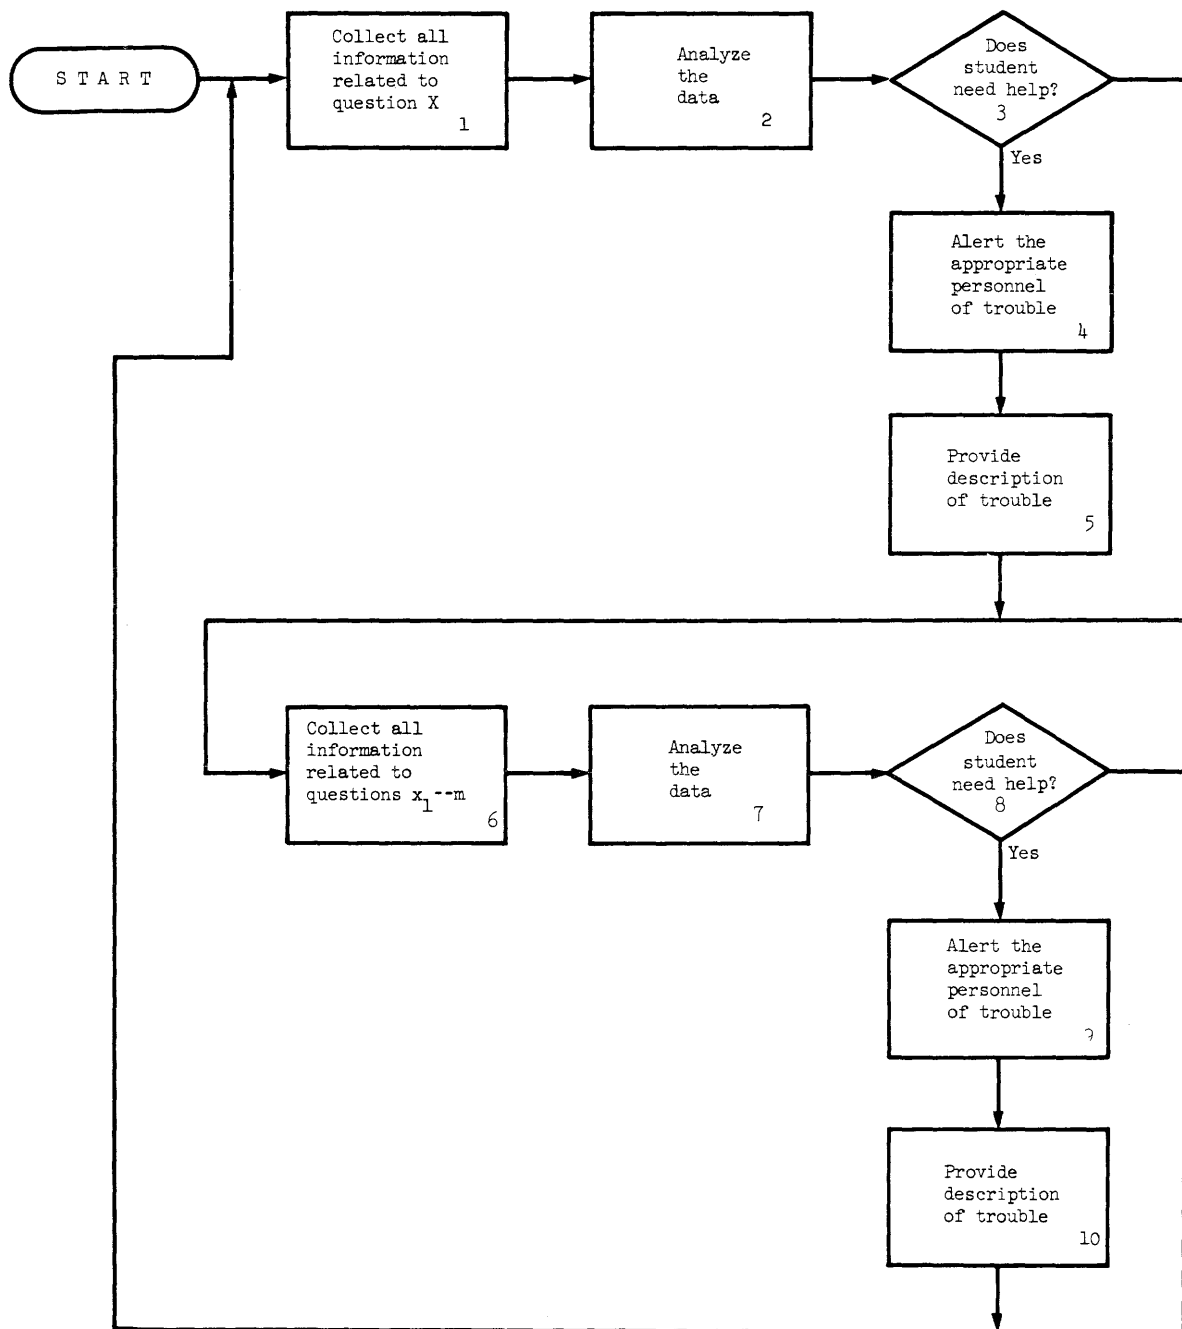 S T A R T
Collect all
information
related to
question X
1
Analyze
the
data
2
Does
student
need help?
3
Yes
Alert the
appropriate
personnel
of trouble
4
Provide
description
of trouble
5
Collect all
information
related to
questions x1--m
6
Analyze
the
data
7
Does
student
need help?
8
Yes
Alert the
appropriate
personnel
of trouble
9
Provide
description
of trouble
10